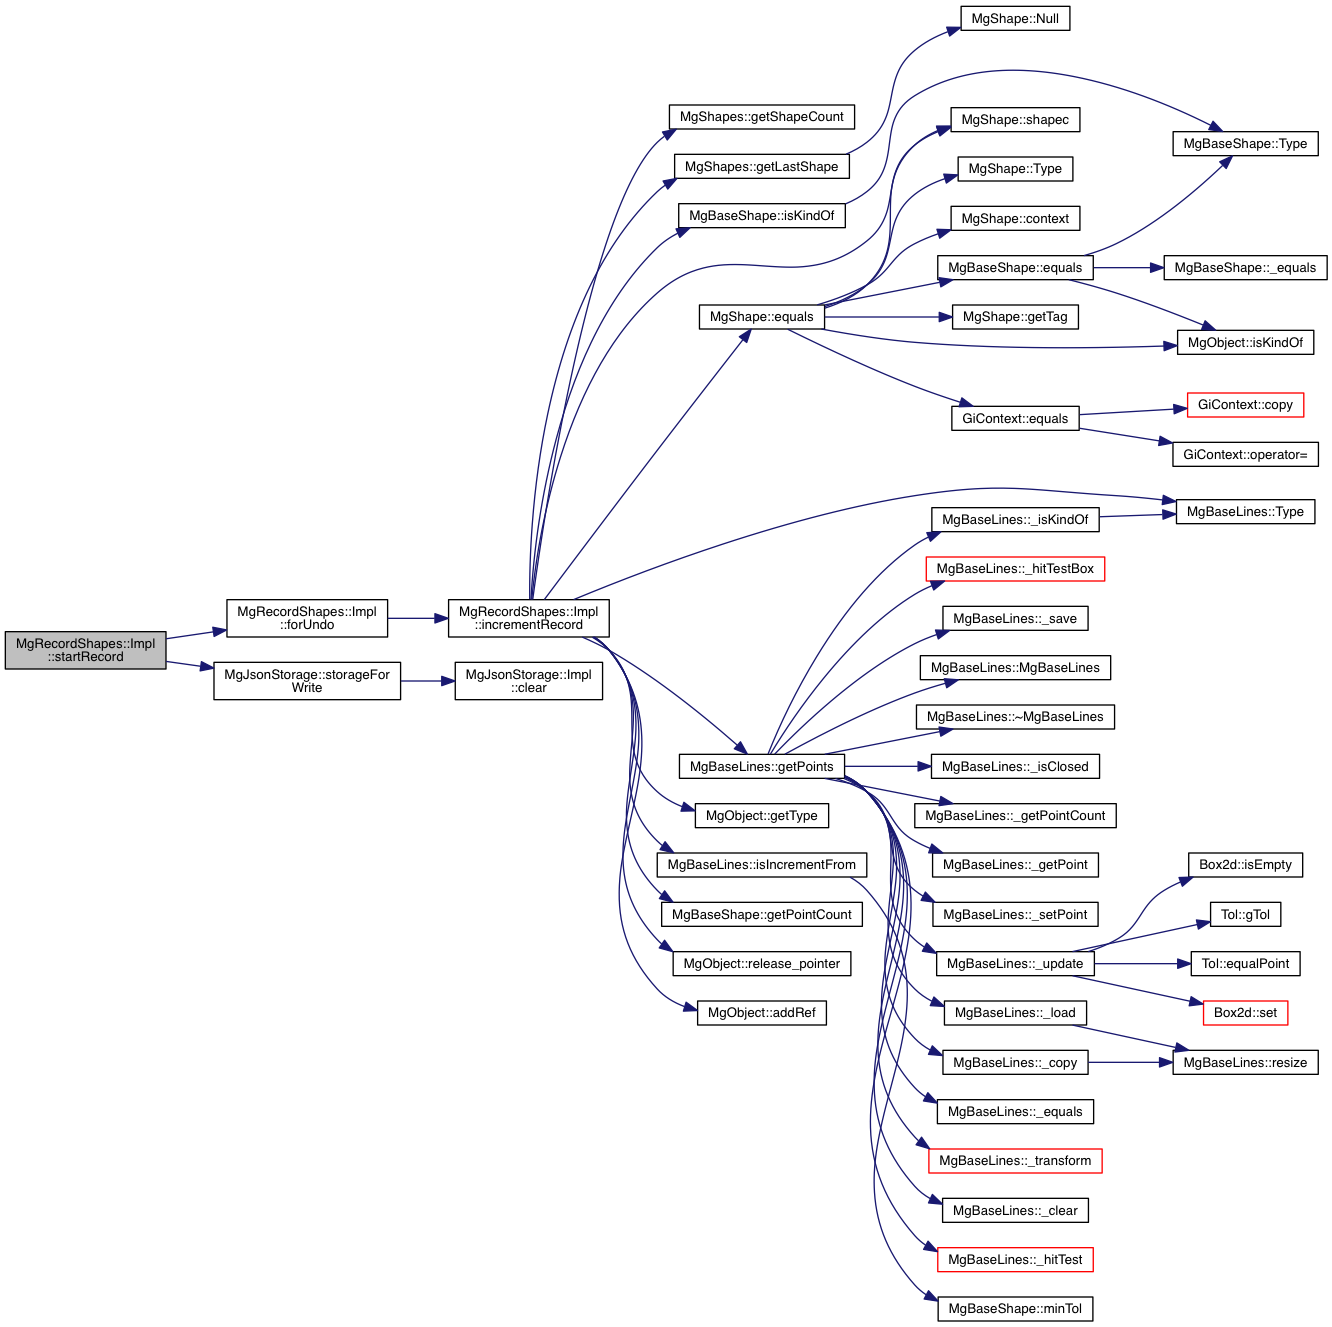 MgShape::Null
MgShapes::getShapeCount
MgShape::shapec
MgBaseShape::Type
MgShapes::getLastShape
MgShape::Type
MgBaseShape::isKindOf
MgShape::context
MgBaseShape::equals
MgBaseShape::_equals
MgShape::equals
MgShape::getTag
MgObject::isKindOf
GiContext::copy
GiContext::equals
GiContext::operator=
MgBaseLines::Type
MgBaseLines::_isKindOf
MgBaseLines::_hitTestBox
MgRecordShapes::Impl
::forUndo
MgRecordShapes::Impl
::incrementRecord
MgBaseLines::_save
MgRecordShapes::Impl
::startRecord
MgJsonStorage::storageFor
Write
MgJsonStorage::Impl
::clear
MgBaseLines::MgBaseLines
MgBaseLines::~MgBaseLines
MgBaseLines::getPoints
MgBaseLines::_isClosed
MgObject::getType
MgBaseLines::_getPointCount
MgBaseLines::isIncrementFrom
MgBaseLines::_getPoint
Box2d::isEmpty
MgBaseShape::getPointCount
MgBaseLines::_setPoint
Tol::gTol
MgObject::release_pointer
MgBaseLines::_update
Tol::equalPoint
MgObject::addRef
MgBaseLines::_load
Box2d::set
MgBaseLines::_copy
MgBaseLines::resize
MgBaseLines::_equals
MgBaseLines::_transform
MgBaseLines::_clear
MgBaseLines::_hitTest
MgBaseShape::minTol